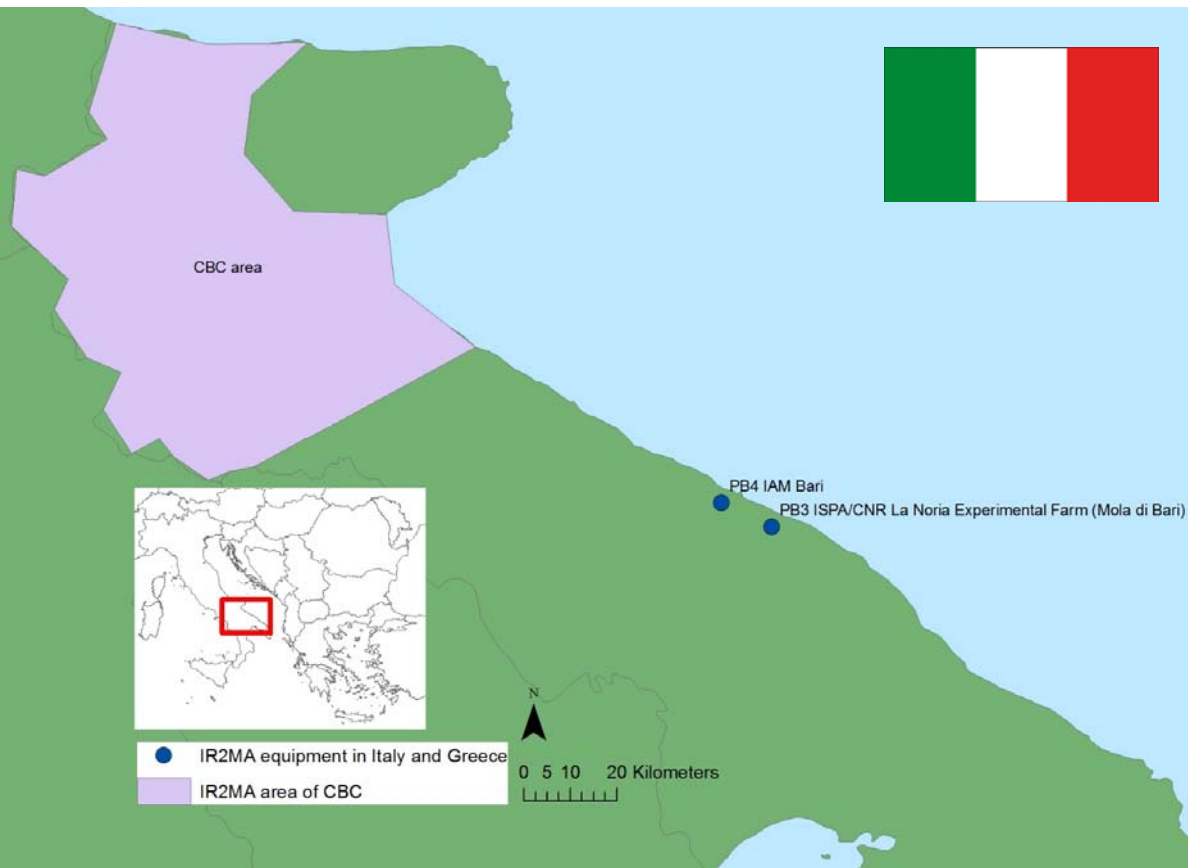 CBC area
PB4 IAM Bari
PB3 ISPA/CNR La Noria Experimental Farm (Mola di Bari)
N
IR2MA equipment in Italy and Greece
0 5 10 20 Kilometers
IR2MA area of CBC